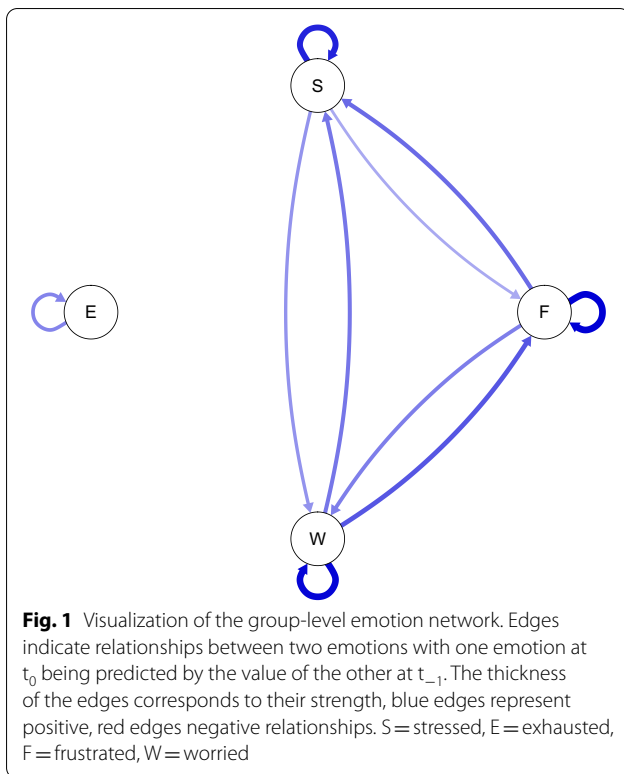 S
E
F
W
Fig. 1 Visualization of the group-level emotion network. Edges
indicate relationships between two emotions with one emotion at
t0 being predicted by the value of the other at t−1. The thickness
of the edges corresponds to their strength, blue edges represent
positive, red edges negative relationships. S = stressed, E = exhausted,
F = frustrated, W = worried